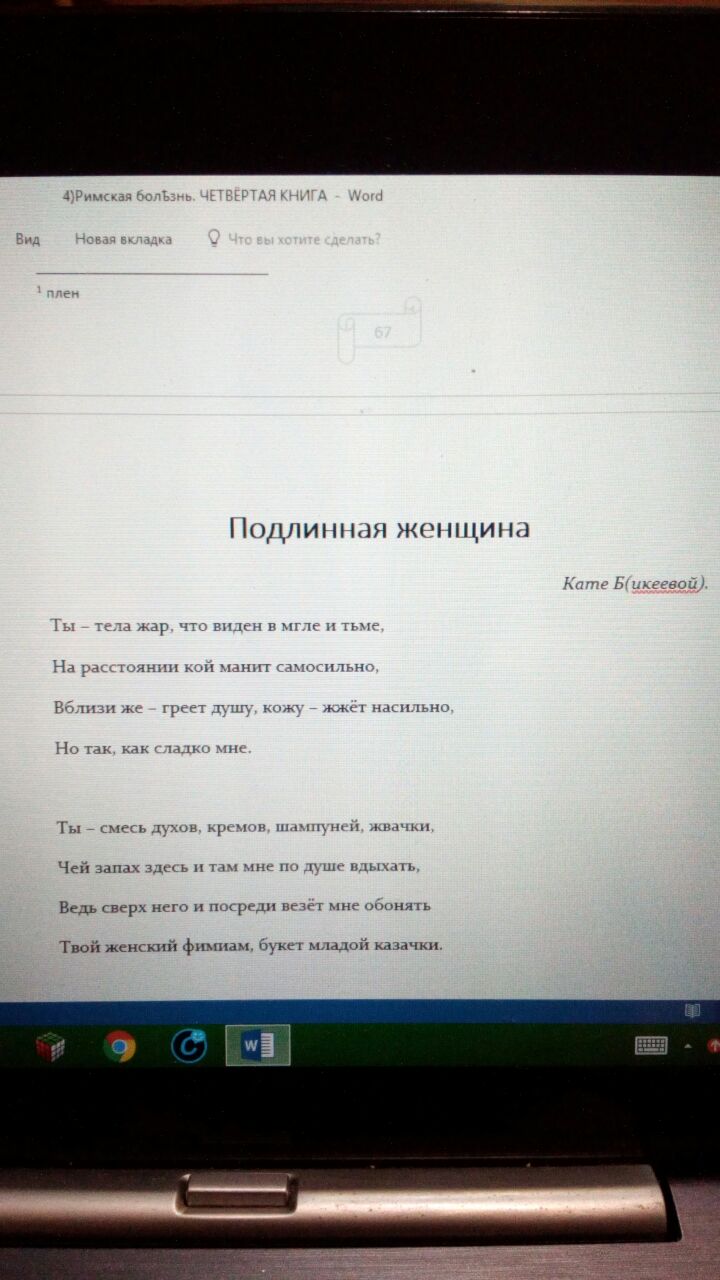 4)Римская болѣзнь. ЧЕТВЁРТАЯ КНИГА - Word
Вид Новая вкладка Что вы хотите сделать?
1 плен
67
Подлинная женщина
Кате Б(икеевой).
Ты – тела жар, что виден в мгле и тьме,
На расстоянии кой манит самосильно,
Вблизи же – греет душу, кожу – жжёт насильно,
Но так, как сладко мне.
Ты – смесь духов, кремов, шампуней, жвачки,
Чей запах здесь и там мне по душе вдыхать,
Ведь сверх него и посреди везёт мне обонять
Твой женский фимиам, букет младой казачки.